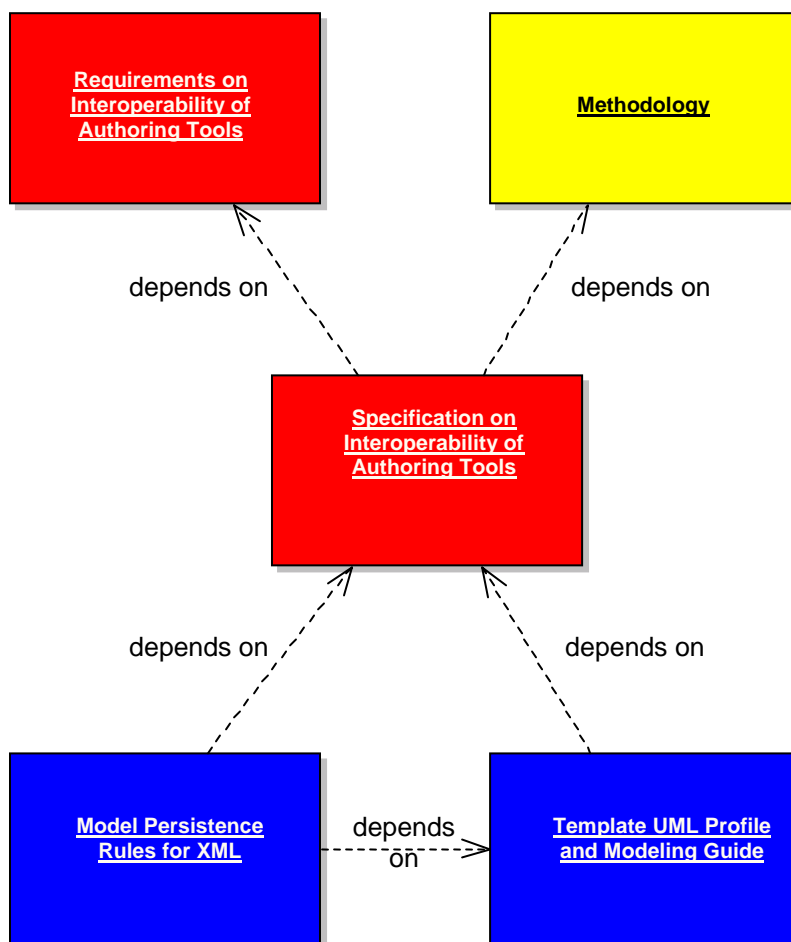 Requirements on
Interoperability of
Authoring Tools
Methodology
depends on
depends on
Specification on
Interoperability of
Authoring Tools
depends on
depends on
Model Persistence
Rules for XML
depends
on
Template UML Profile
and Modeling Guide